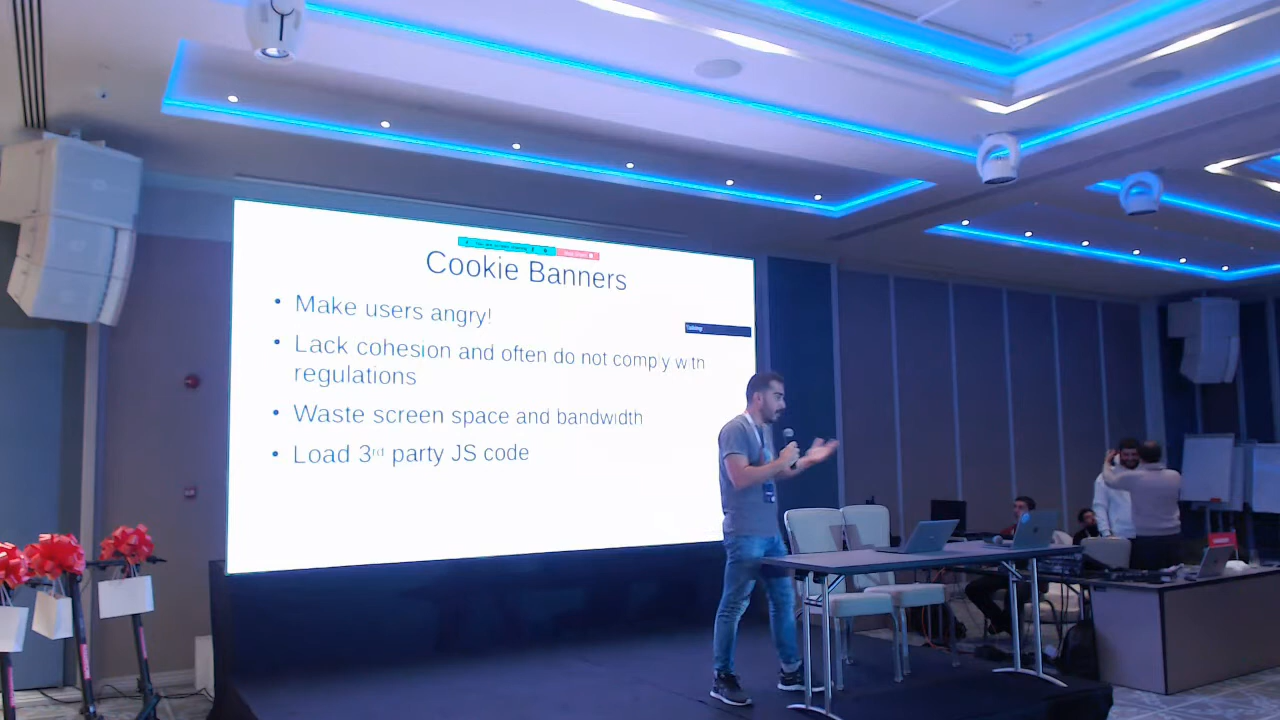 Cookie Banners
• Make users angry!
• Lack cohesion and often do not comply with
regulations
• Waste screen space and bandwidth
• Load 3rd party JS code
Talking: